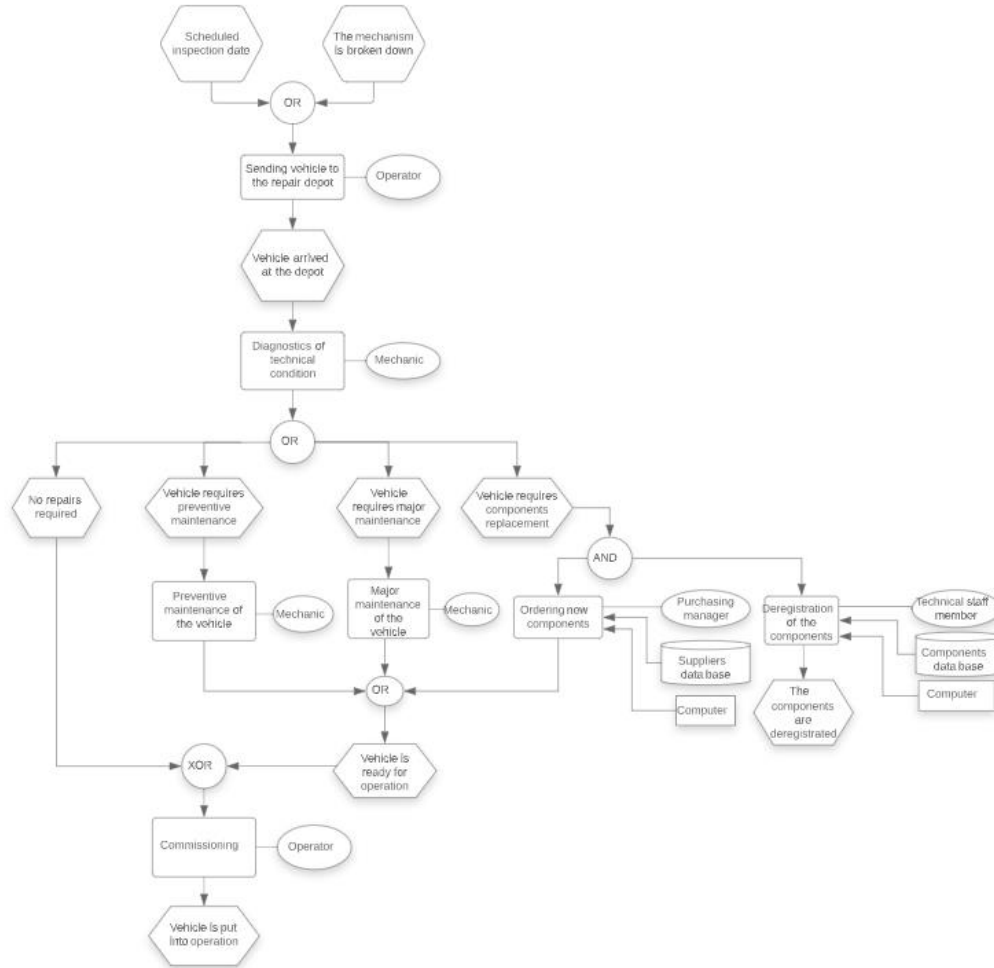 Scheduled
inspection date
The mechanism
is broken down
OR
Sending vehicle to
the repair depot
Operator
Vehicle arrived
at the depot
Diagnostics of
technical
condition
Mechanic
OR
No repairs
required
Vehicle requires
preventive
maintenance
Vehicle
requires major
maintenance
Vehicle requires
components
replacement
AND
Preventive
maintenance of
the vehicle
Mechanic
Major
maintenance
of the
vehicle
Mechanic
Ordering new
components
Purchasing
manager
Suppliers
data base
Computer
Deregistration
of the
components
Technical staff
member
Components
data base
Computer
OR
The
components
are
deregistrated
XOR
Vehicle is
ready for
operation
Commissioning
Operator
Vehicle is put
into operation